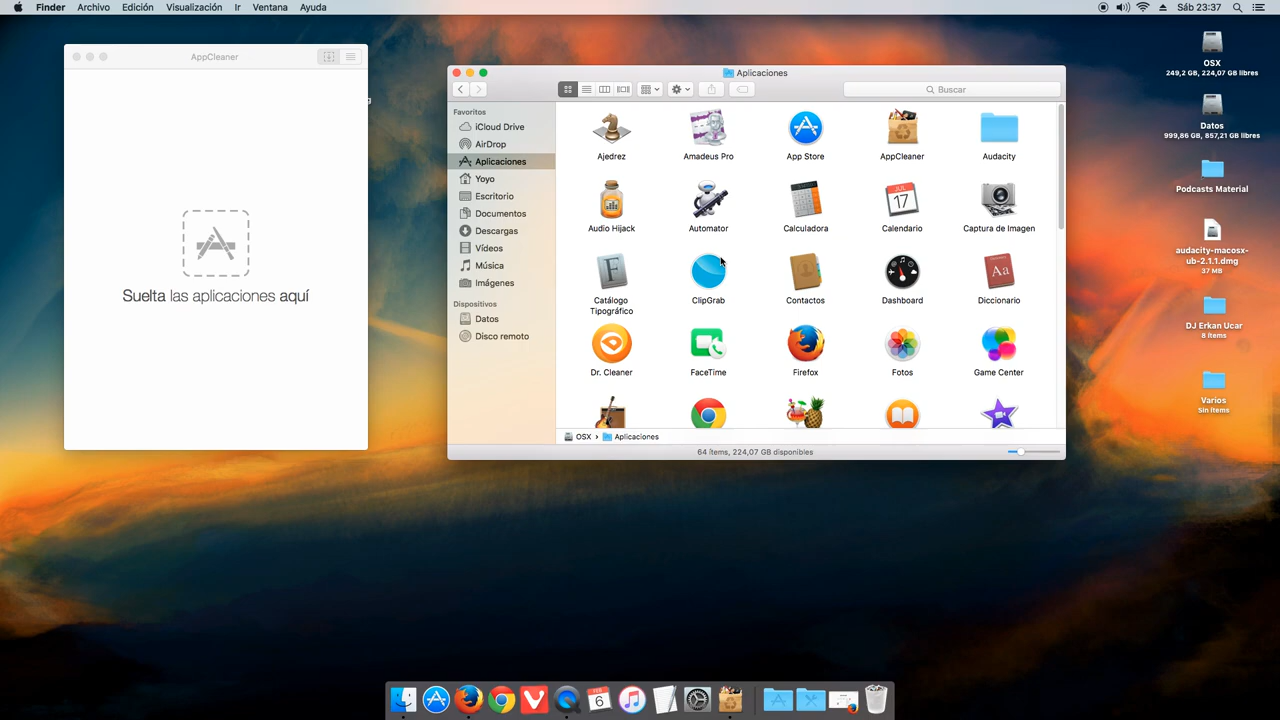 Finder Archivo Edición Visualización Ir Ventana Ayuda
Sáb 23:37
AppCleaner
Suelta las aplicaciones aquí
Aplicaciones
Buscar
Favoritos
iCloud Drive
AirDrop
Aplicaciones
Yoyo
Escritorio
Documentos
Descargas
Vídeos
Música
Imágenes
Dispositivos
Datos
Disco remoto
Ajedrez Amadeus Pro App Store AppCleaner Audacity
JUL
17
Audio Hijack Automator Calculadora Calendario Captura de Imagen
F
Aa
Catálogo
Tipográfico
ClipGrab Contactos Dashboard Diccionario
Dr. Cleaner FaceTime Firefox Fotos Game Center
OSX › Aplicaciones
64 ítems, 224,07 GB disponibles
OSX
249,2 GB, 224,07 GB libres
Datos
999,86 GB, 857,21 GB libres
Podcasts Material
audacity-macosx-
ub-2.1.1.dmg
37 MB
DJ Erkan Ucar
8 ítems
Varios
Sin ítems
FEB
6